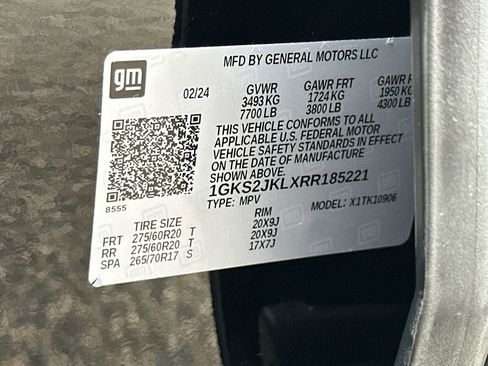 gm
MFD BY GENERAL MOTORS LLC
02/24 GVWR GAWR FRT GAWR
3493 KG 1724 KG 1950 KG
7700 LB 3800 LB 4300 LB
THIS VEHICLE CONFORMS TO ALL
APPLICABLE U.S. FEDERAL MOTOR
VEHICLE SAFETY STANDARDS IN EFFECT
ON THE DATE OF MANUFACTURE
1GKS2JKLXRR185221
TYPE: MPV MODEL: X1TK10906
8555
TIRE SIZE RIM
FRT 275/60R20 T 20X9J
RR 275/60R20 T 20X9J
SPA 265/70R17 S 17X7J